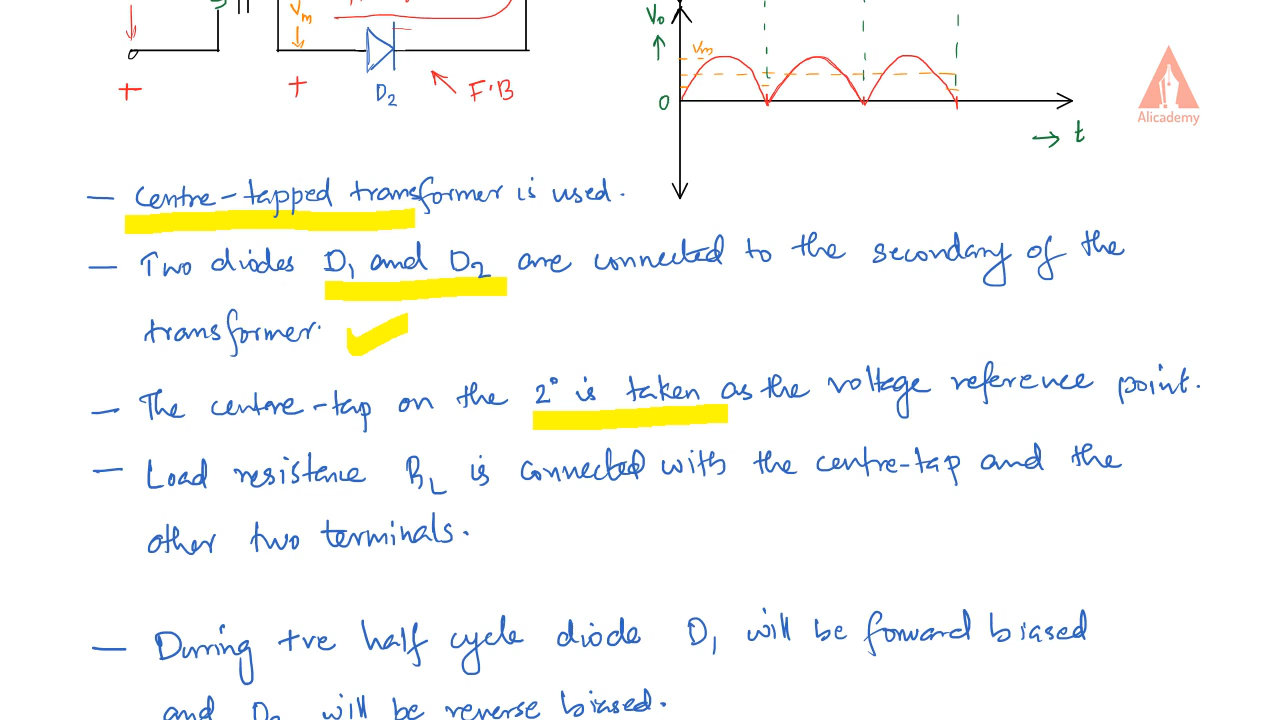 Vm
+
+
D2
F·B
Vo
↑
Vm
0
→ t
Alicademy
— Centre-tapped transformer is used.
— Two diodes D1 and D2 are connected to the secondary of the
transformer.
— The centre-tap on the 2° is taken as the voltage reference point.
— Load resistance RL is connected with the centre-tap and the
other two terminals.
— During +ve half cycle diode D1 will be forward biased
and D2 will be reverse biased.